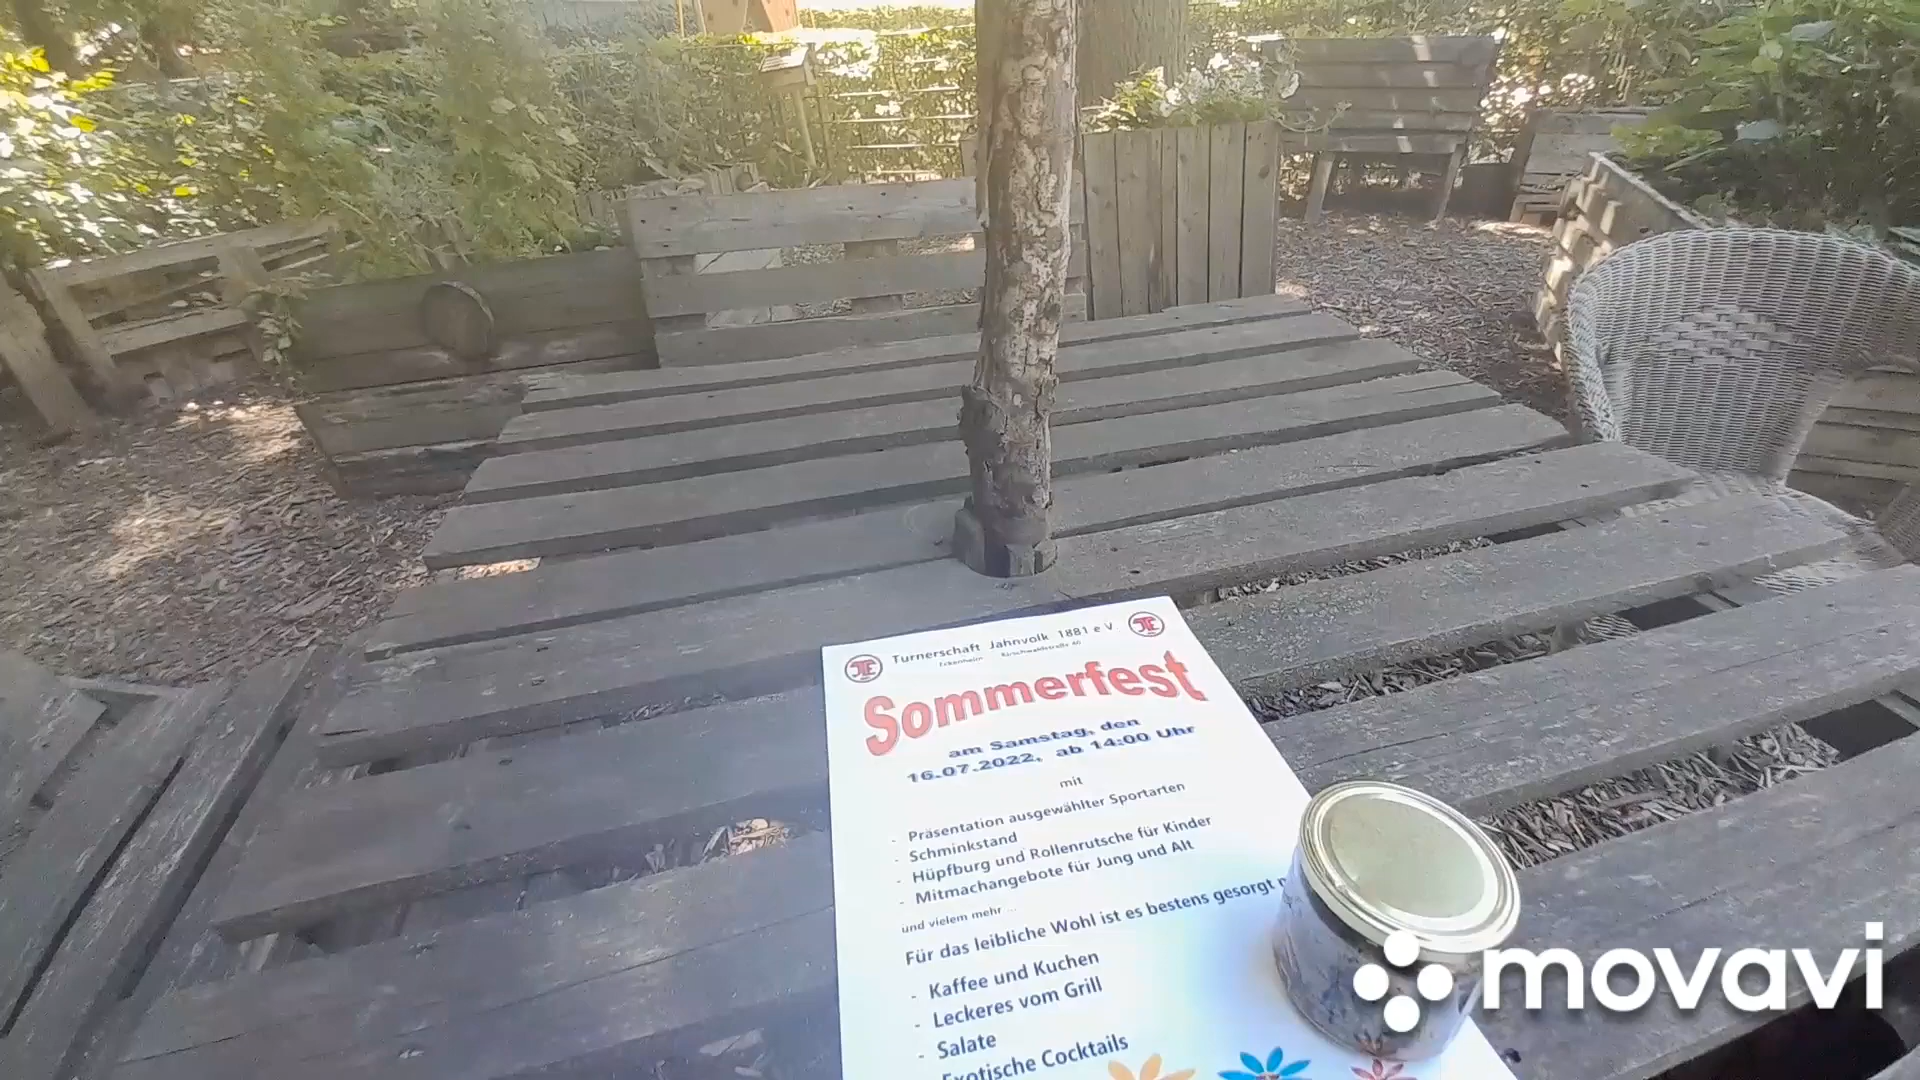 Turnerschaft Jahnvolk 1881 e V.
Eckenheim
Sommerfest
am Samstag, den
16.07.2022, ab 14:00 Uhr
mit
- Präsentation ausgewählter Sportarten
- Schminkstand
- Hüpfburg und Rollenrutsche für Kinder
- Mitmachangebote für Jung und Alt
und vielem mehr ...
Für das leibliche Wohl ist es bestens gesorgt
- Kaffee und Kuchen
- Leckeres vom Grill
- Salate
Exotische Cocktails
movavi